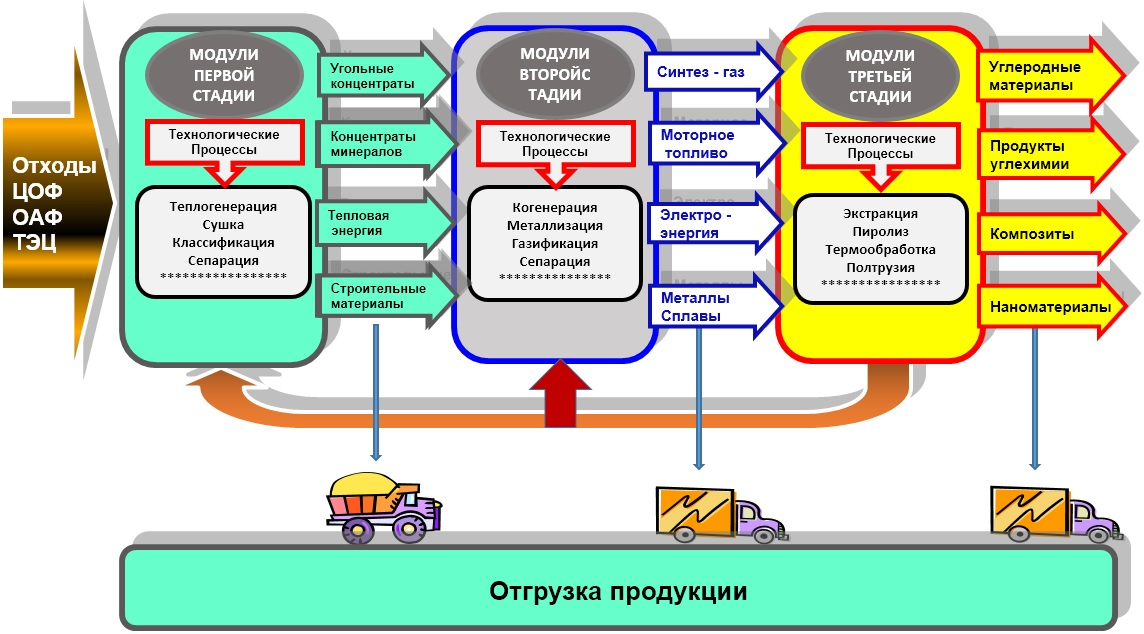 Отходы
ЦОФ
ОАФ
ТЭЦ
МОДУЛИ
ПЕРВОЙ
СТАДИИ
Технологические
Процессы
Теплогенерация
Сушка
Классификация
Сепарация
****************
Угольные
концентраты
Концентраты
минералов
Тепловая
энергия
Строительные
материалы
МОДУЛИ
ВТОРОЙС
ТАДИИ
Технологические
Процессы
Когенерация
Металлизация
Газификация
Сепарация
**************
Синтез - газ
Моторное
топливо
Электро -
энергия
Металлы
Сплавы
МОДУЛИ
ТРЕТЬЕЙ
СТАДИИ
Технологические
Процессы
Экстракция
Пиролиз
Термообработка
Полтрузия
***************
Углеродные
материалы
Продукты
углехимии
Композиты
Наноматериалы
Отгрузка продукции